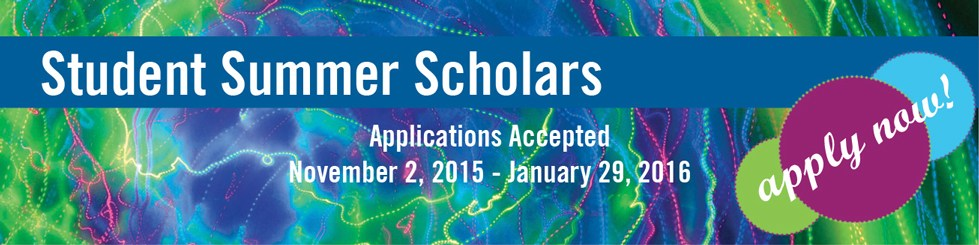 Student Summer Scholars
Applications Accepted
November 2, 2015 - January 29, 2016
apply now!